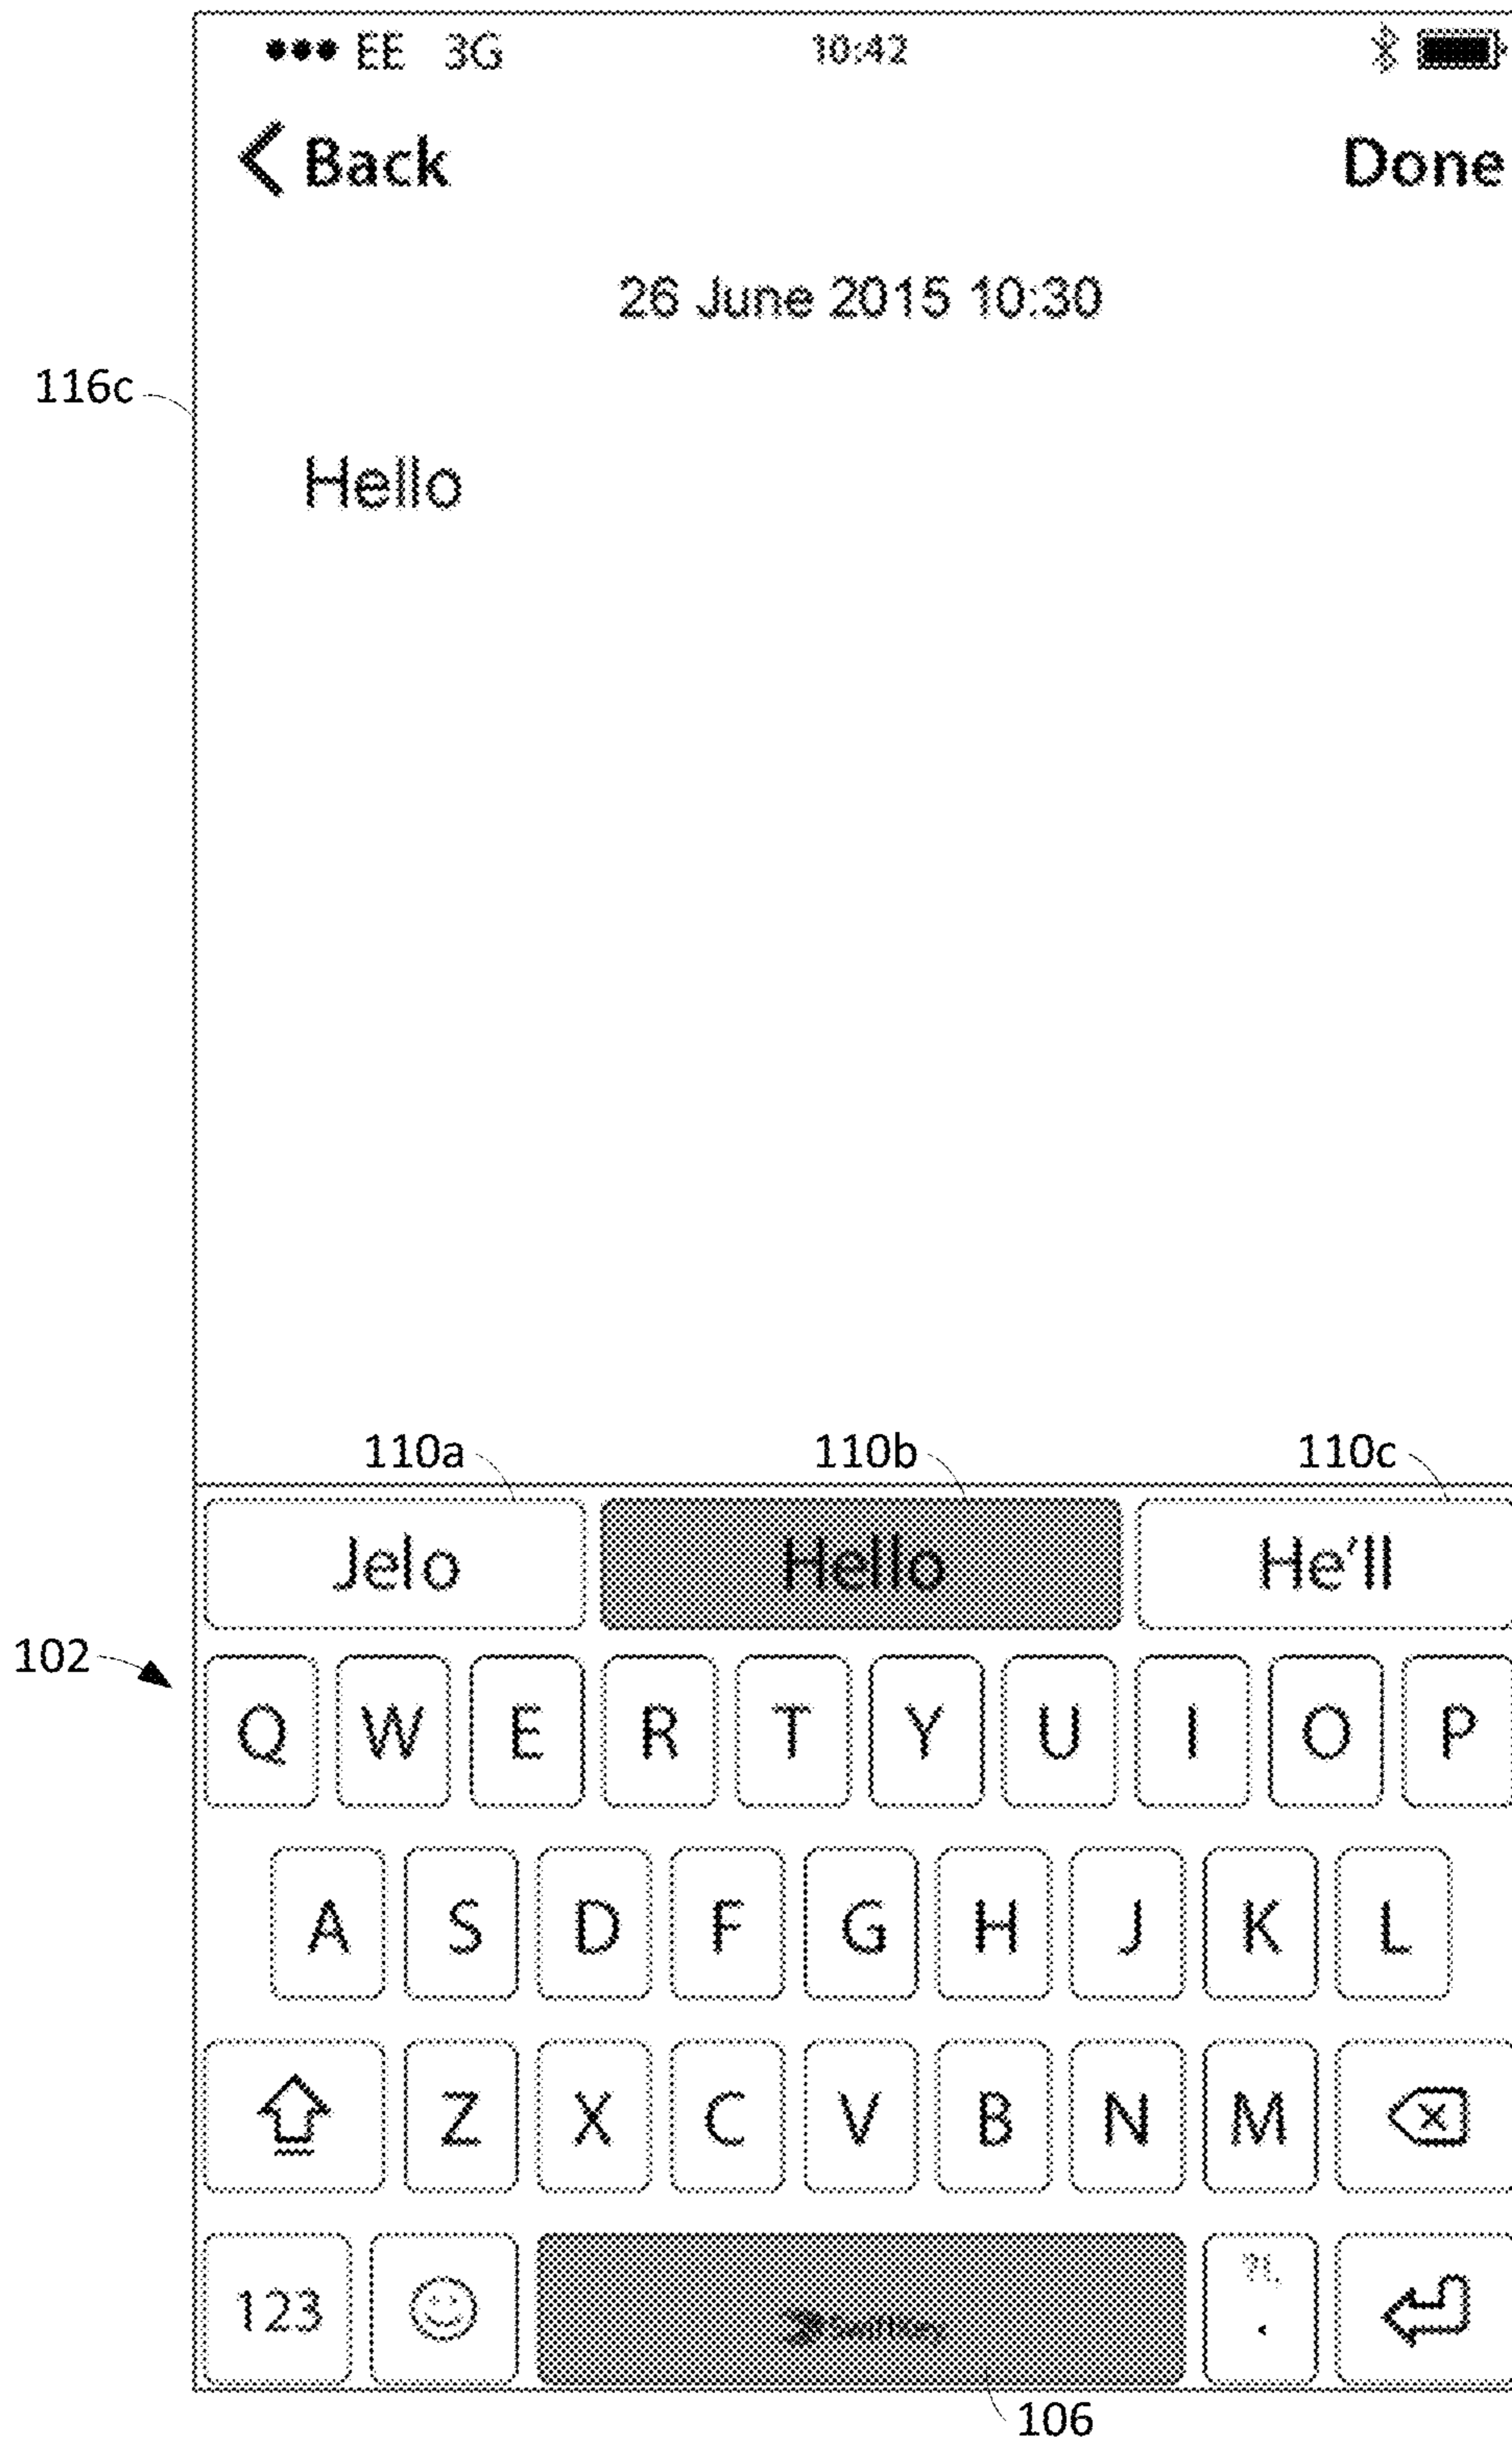 ●●● EE 3G 10:42
Back Done
26 June 2015 10:30
116c
Hello
110a 110b 110c
Jelo Hello He'll
102
Q W E R T Y U I O P
A S D F G H J K L
Z X C V B N M
123 SwiftKey ?!, .
106